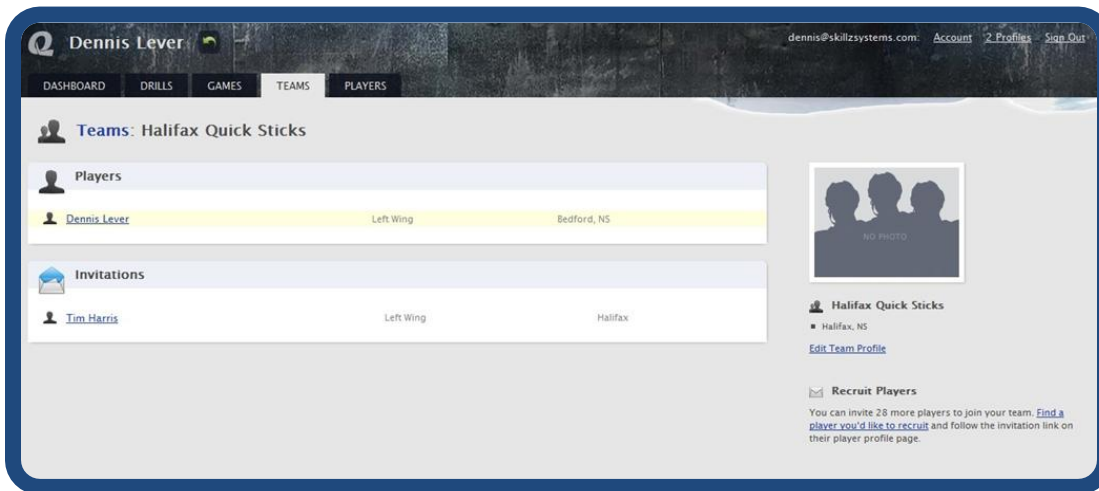 Q Dennis Lever
dennis@skillzsystems.com: Account 2 Profiles Sign Out
DASHBOARD DRILLS GAMES TEAMS PLAYERS
Teams: Halifax Quick Sticks
Players
Dennis Lever Left Wing Bedford, NS
Invitations
Tim Harris Left Wing Halifax
NO PHOTO
Halifax Quick Sticks
Halifax, NS
Edit Team Profile
Recruit Players
You can invite 28 more players to join your team. Find a
player you'd like to recruit and follow the invitation link on
their player profile page.